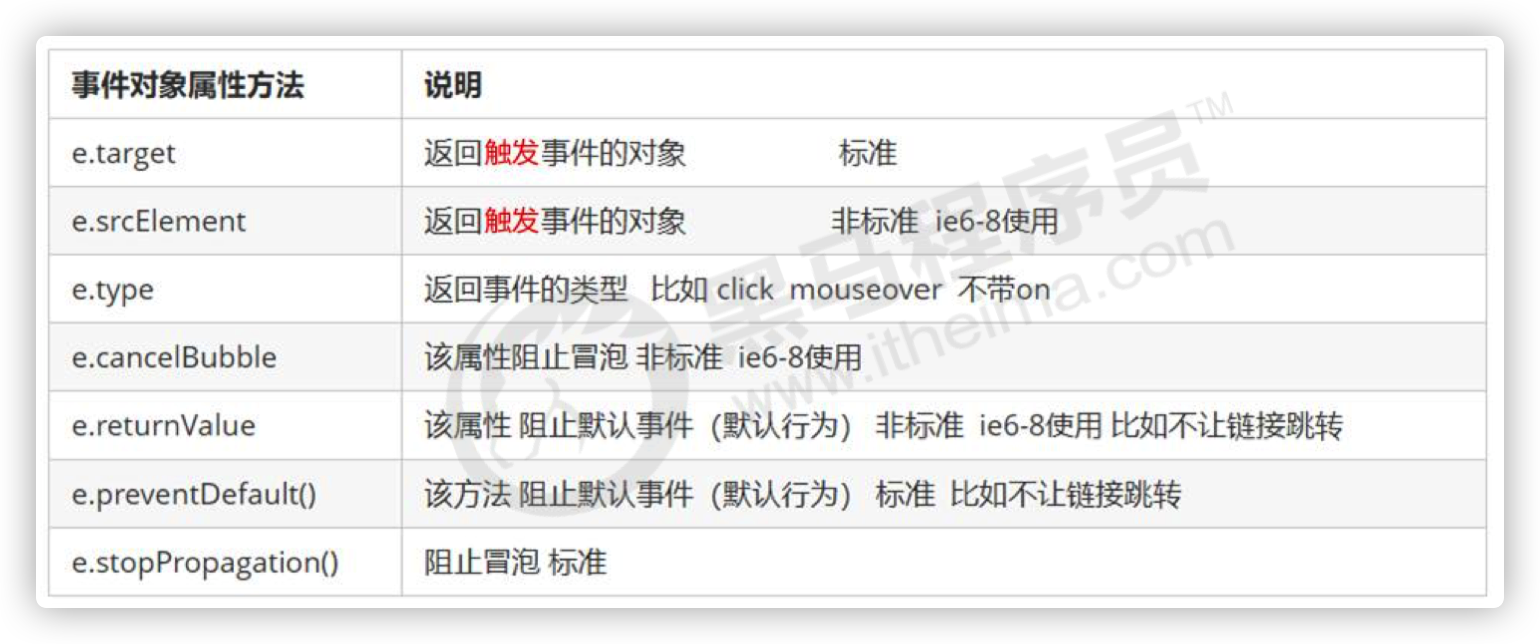 事件对象属性方法 说明
e.target 返回触发事件的对象 标准
e.srcElement 返回触发事件的对象 非标准 ie6-8使用
e.type 返回事件的类型 比如 click mouseover 不带on
e.cancelBubble 该属性阻止冒泡 非标准 ie6-8使用
e.returnValue 该属性 阻止默认事件（默认行为） 非标准 ie6-8使用 比如不让链接跳转
e.preventDefault() 该方法 阻止默认事件（默认行为） 标准 比如不让链接跳转
e.stopPropagation() 阻止冒泡 标准
黑马程序员™
www.itheima.com